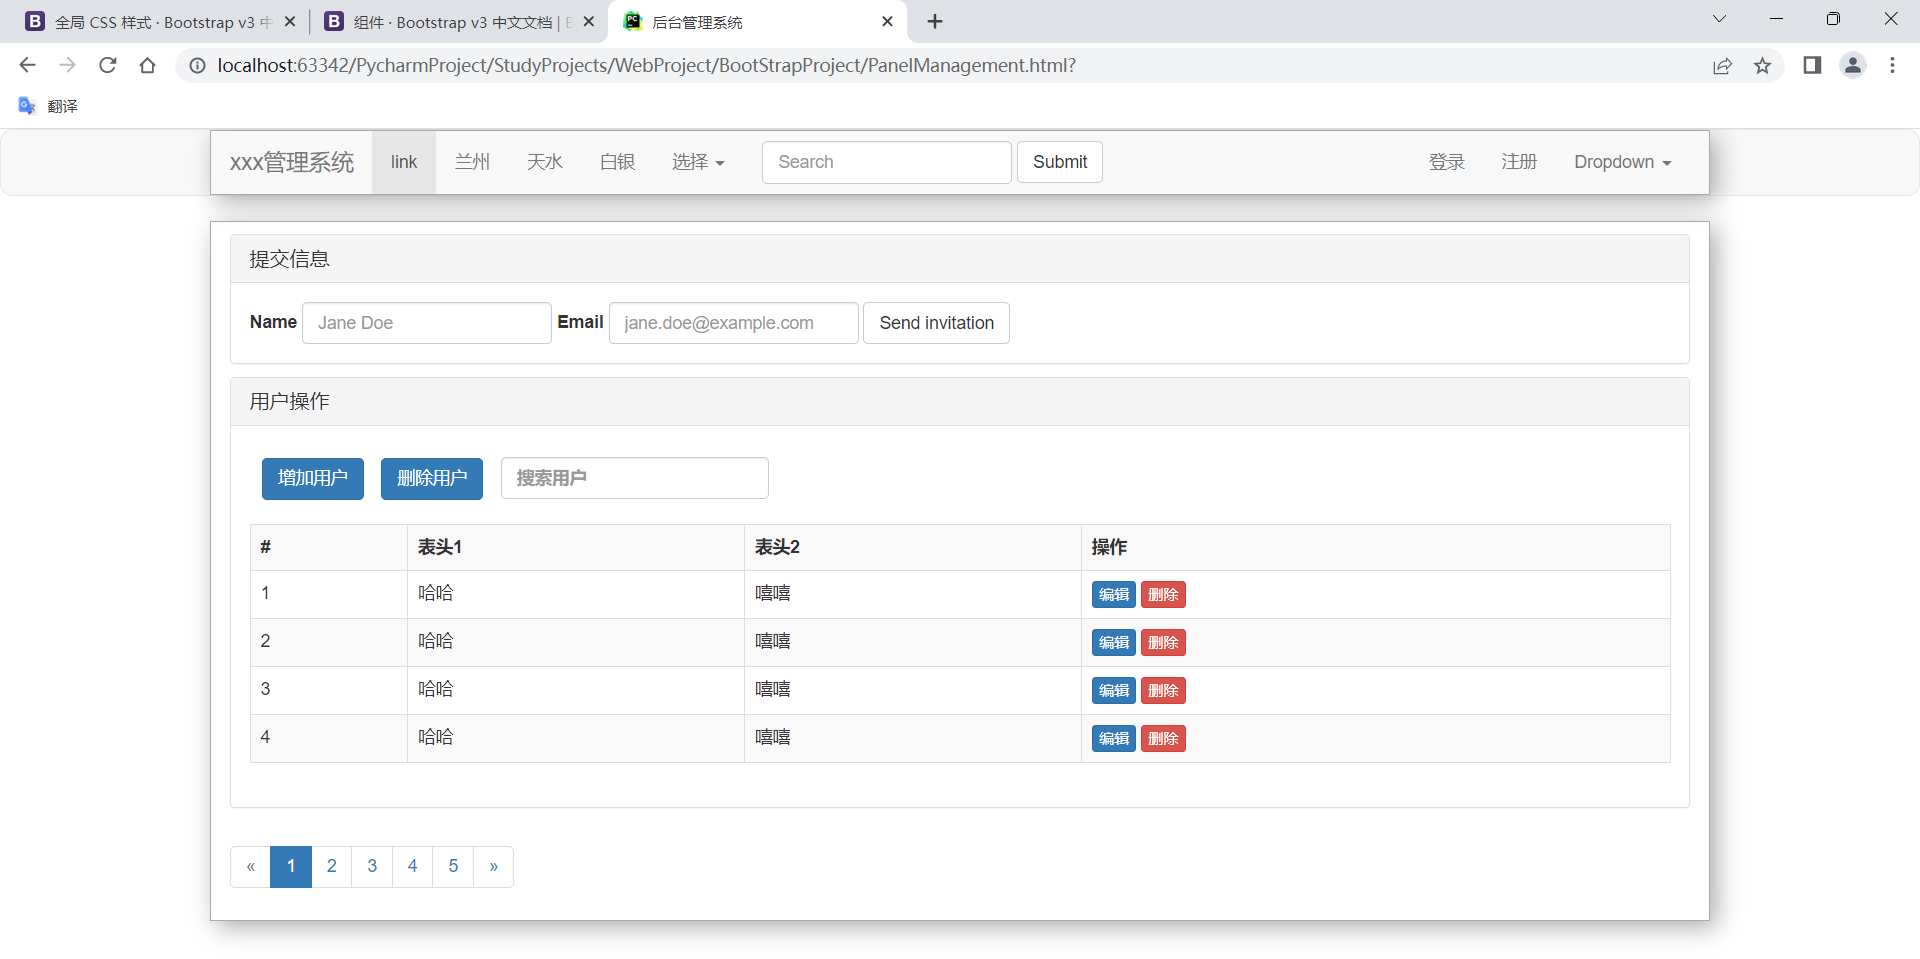 全局 CSS 样式 · Bootstrap v3 中
组件 · Bootstrap v3 中文文档 |
后台管理系统
localhost:63342/PycharmProject/StudyProjects/WebProject/BootStrapProject/PanelManagement.html?
翻译
xxx管理系统 link 兰州 天水 白银 选择 Search Submit 登录 注册 Dropdown
提交信息
Name Jane Doe Email jane.doe@example.com Send invitation
用户操作
增加用户 删除用户 搜索用户
# 表头1 表头2 操作
1 哈哈 嘻嘻 编辑 删除
2 哈哈 嘻嘻 编辑 删除
3 哈哈 嘻嘻 编辑 删除
4 哈哈 嘻嘻 编辑 删除
« 1 2 3 4 5 »